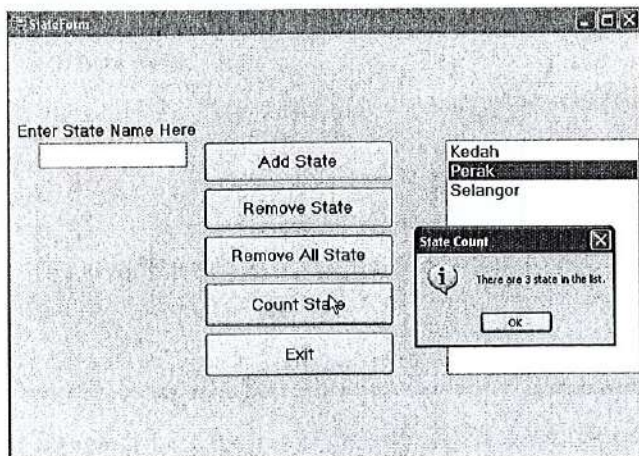 StateForm
Enter State Name Here
Add State
Remove State
Remove All State
Count State
Exit
Kedah
Perak
Selangor
State Count
There are 3 state in the list.
OK